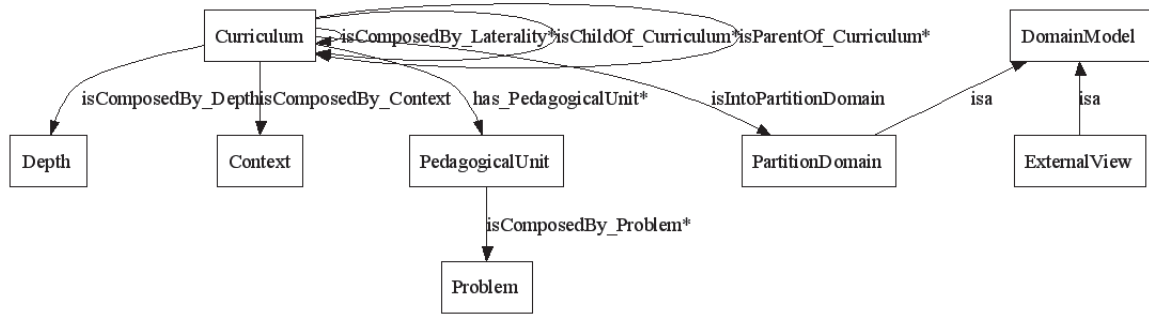 Curriculum
isComposedBy_Laterality*
isChildOf_Curriculum*
isParentOf_Curriculum*
DomainModel
isComposedBy_Depth
isComposedBy_Context
has_PedagogicalUnit*
isIntoPartitionDomain
isa
isa
Depth
Context
PedagogicalUnit
PartitionDomain
ExternalView
isComposedBy_Problem*
Problem